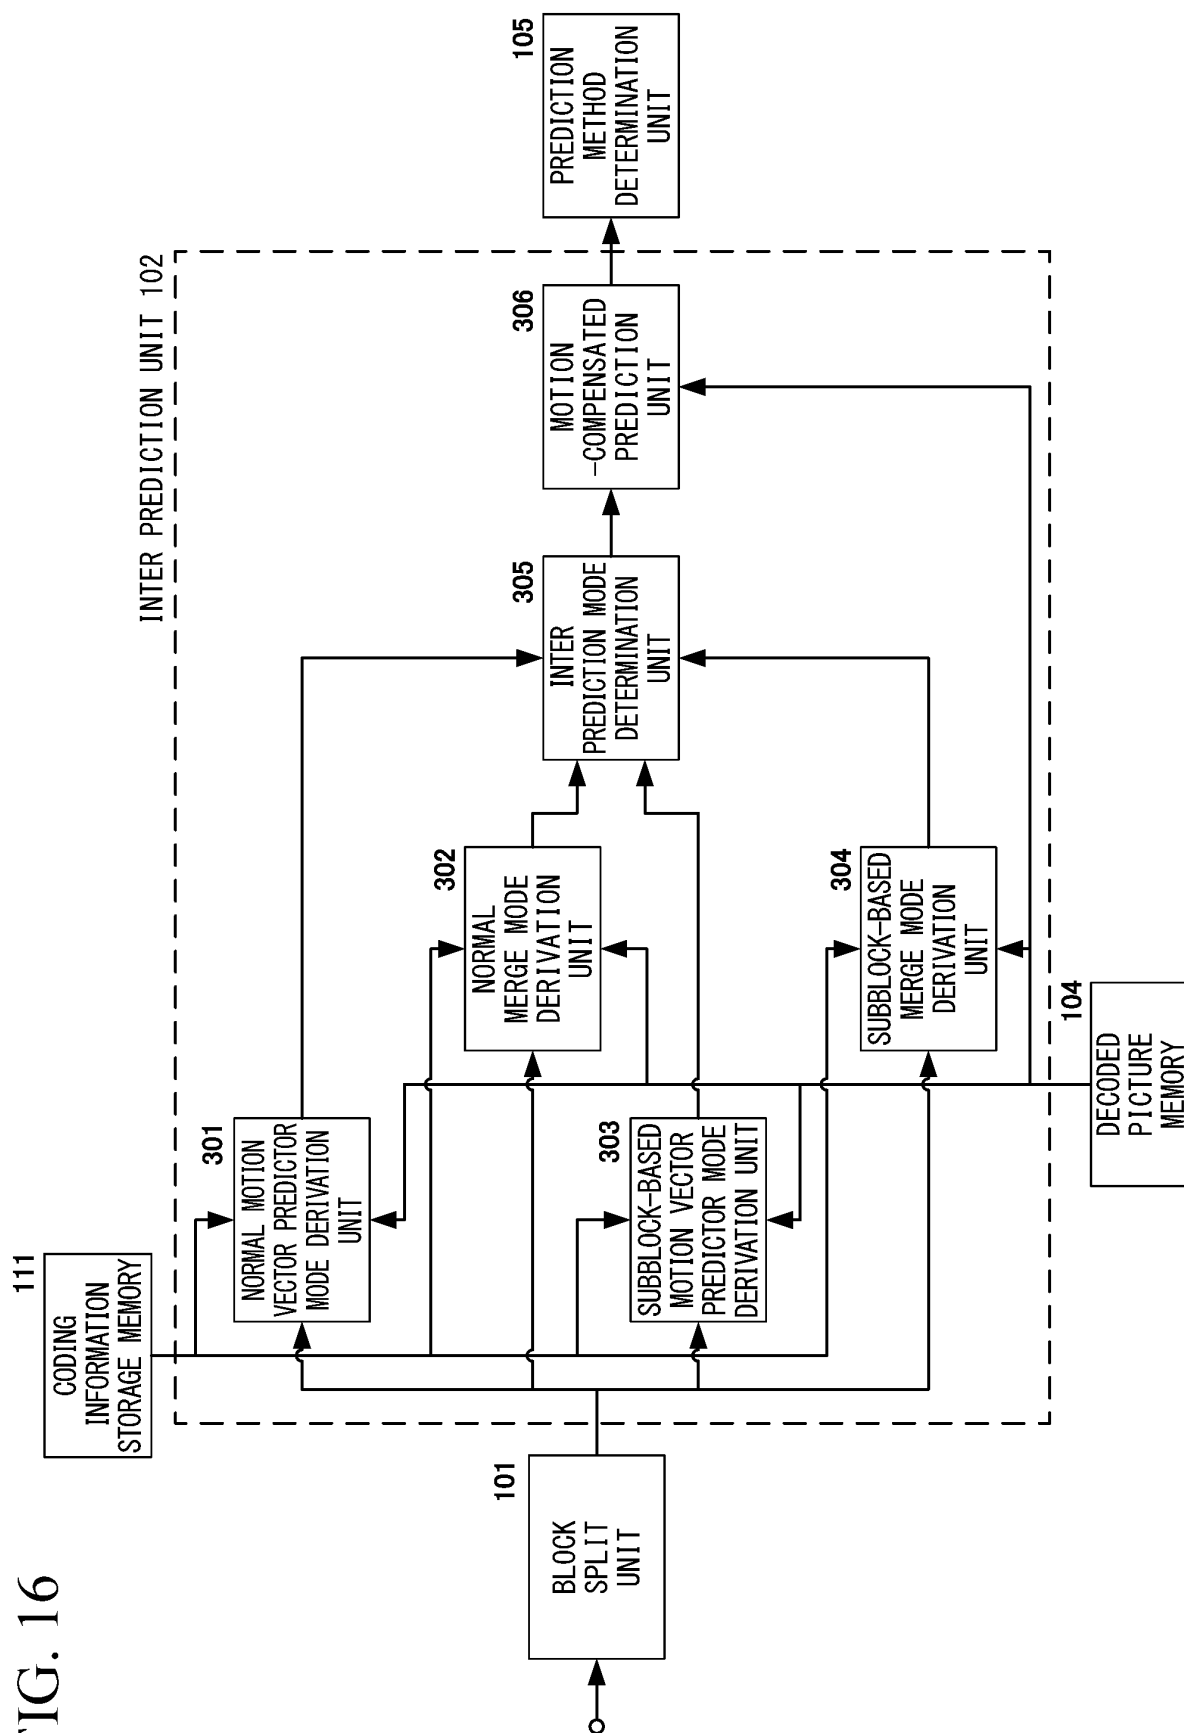 FIG. 16
CODING
INFORMATION
STORAGE MEMORY
111
INTER PREDICTION UNIT 102
BLOCK
SPLIT
UNIT
101
NORMAL MOTION
VECTOR PREDICTOR
MODE DERIVATION
UNIT
301
NORMAL
MERGE MODE
DERIVATION
UNIT
302
SUBBLOCK-BASED
MOTION VECTOR
PREDICTOR MODE
DERIVATION UNIT
303
SUBBLOCK-BASED
MERGE MODE
DERIVATION
UNIT
304
INTER
PREDICTION MODE
DETERMINATION
UNIT
305
MOTION
-COMPENSATED
PREDICTION
UNIT
306
PREDICTION
METHOD
DETERMINATION
UNIT
105
DECODED
PICTURE
MEMORY
104